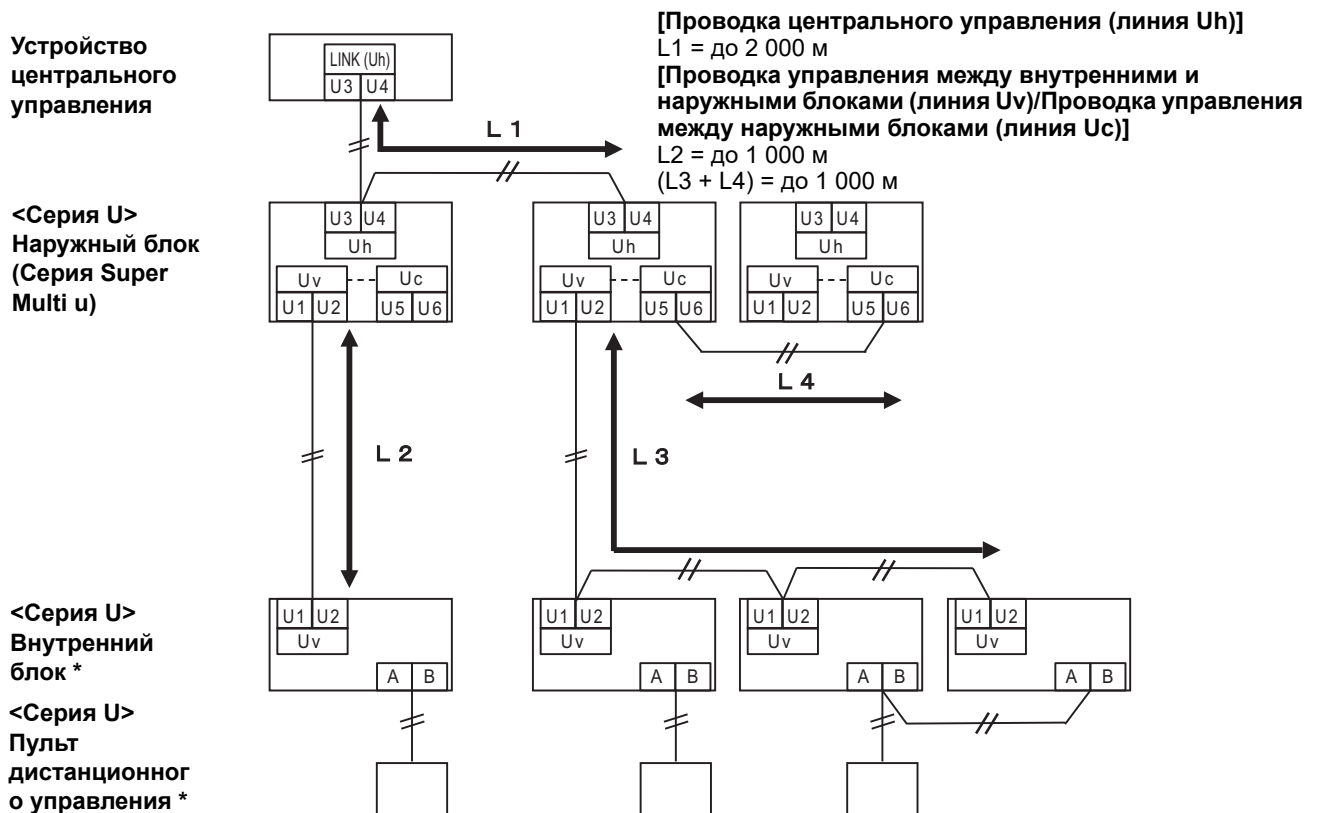 [Проводка центрального управления (линия Uh)]
L1 = до 2 000 м
[Проводка управления между внутренними и
наружными блоками (линия Uv)/Проводка управления
между наружными блоками (линия Uc)]
L2 = до 1 000 м
(L3 + L4) = до 1 000 м
Устройство
центрального
управления
LINK (Uh)
U3 U4
L 1
<Серия U>
Наружный блок
(Серия Super
Multi u)
U3 U4
Uh
Uv Uc
U1 U2 U5 U6
U3 U4
Uh
Uv Uc
U1 U2 U5 U6
U3 U4
Uh
Uv Uc
U1 U2 U5 U6
L 4
L 2
L 3
<Серия U>
Внутренний
блок *
U1 U2
Uv
A B
U1 U2
Uv
A B
U1 U2
Uv
A B
U1 U2
Uv
A B
<Серия U>
Пульт
дистанционног
о управления *